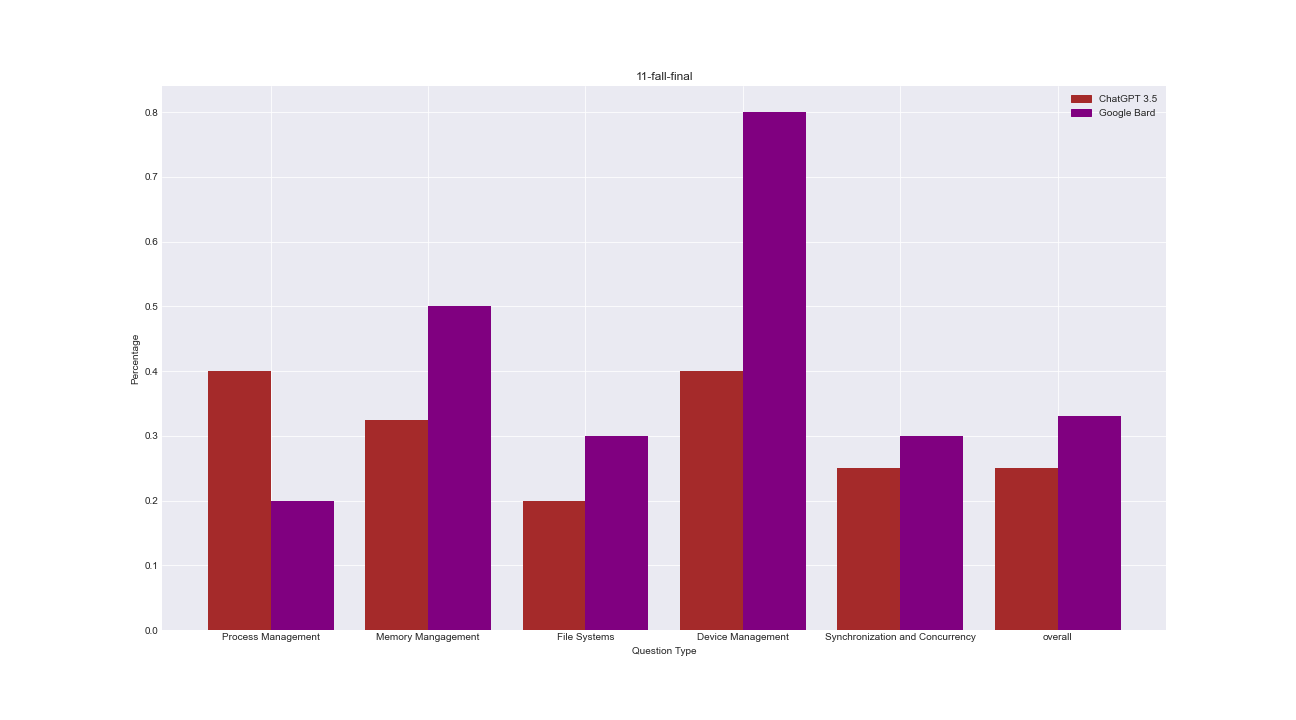 11-fall-final
ChatGPT 3.5
Google Bard
0.8
0.7
0.6
0.5
0.4
0.3
0.2
0.1
0.0
Percentage
Process Management
Memory Mangagement
File Systems
Device Management
Synchronization and Concurrency
overall
Question Type